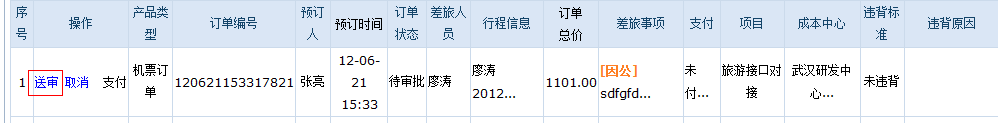 序号 操作 产品类型 订单编号 预订人 预订时间 订单状态 差旅人员 行程信息 订单总价 差旅事项 支付 项目 成本中心 违背标准 违背原因
1 送审 取消 支付 机票订单 120621153317821 张亮 12-06-21 15:33 待审批 廖涛 廖涛 2012... 1101.00 [因公] sdfgfd... 未付... 旅游接口对接 武汉研发中心... 未违背